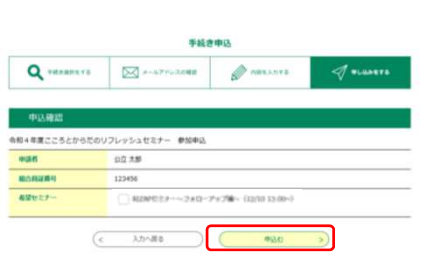 手続き申込
手続き選択をする
メールアドレスの確認
内容を入力する
申し込みをする
申込確認
令和4年度こころとからだのリフレッシュセミナー 参加申込
申請者 公立 太郎
組合員証番号 123456
希望セミナー
入力へ戻る
申込む